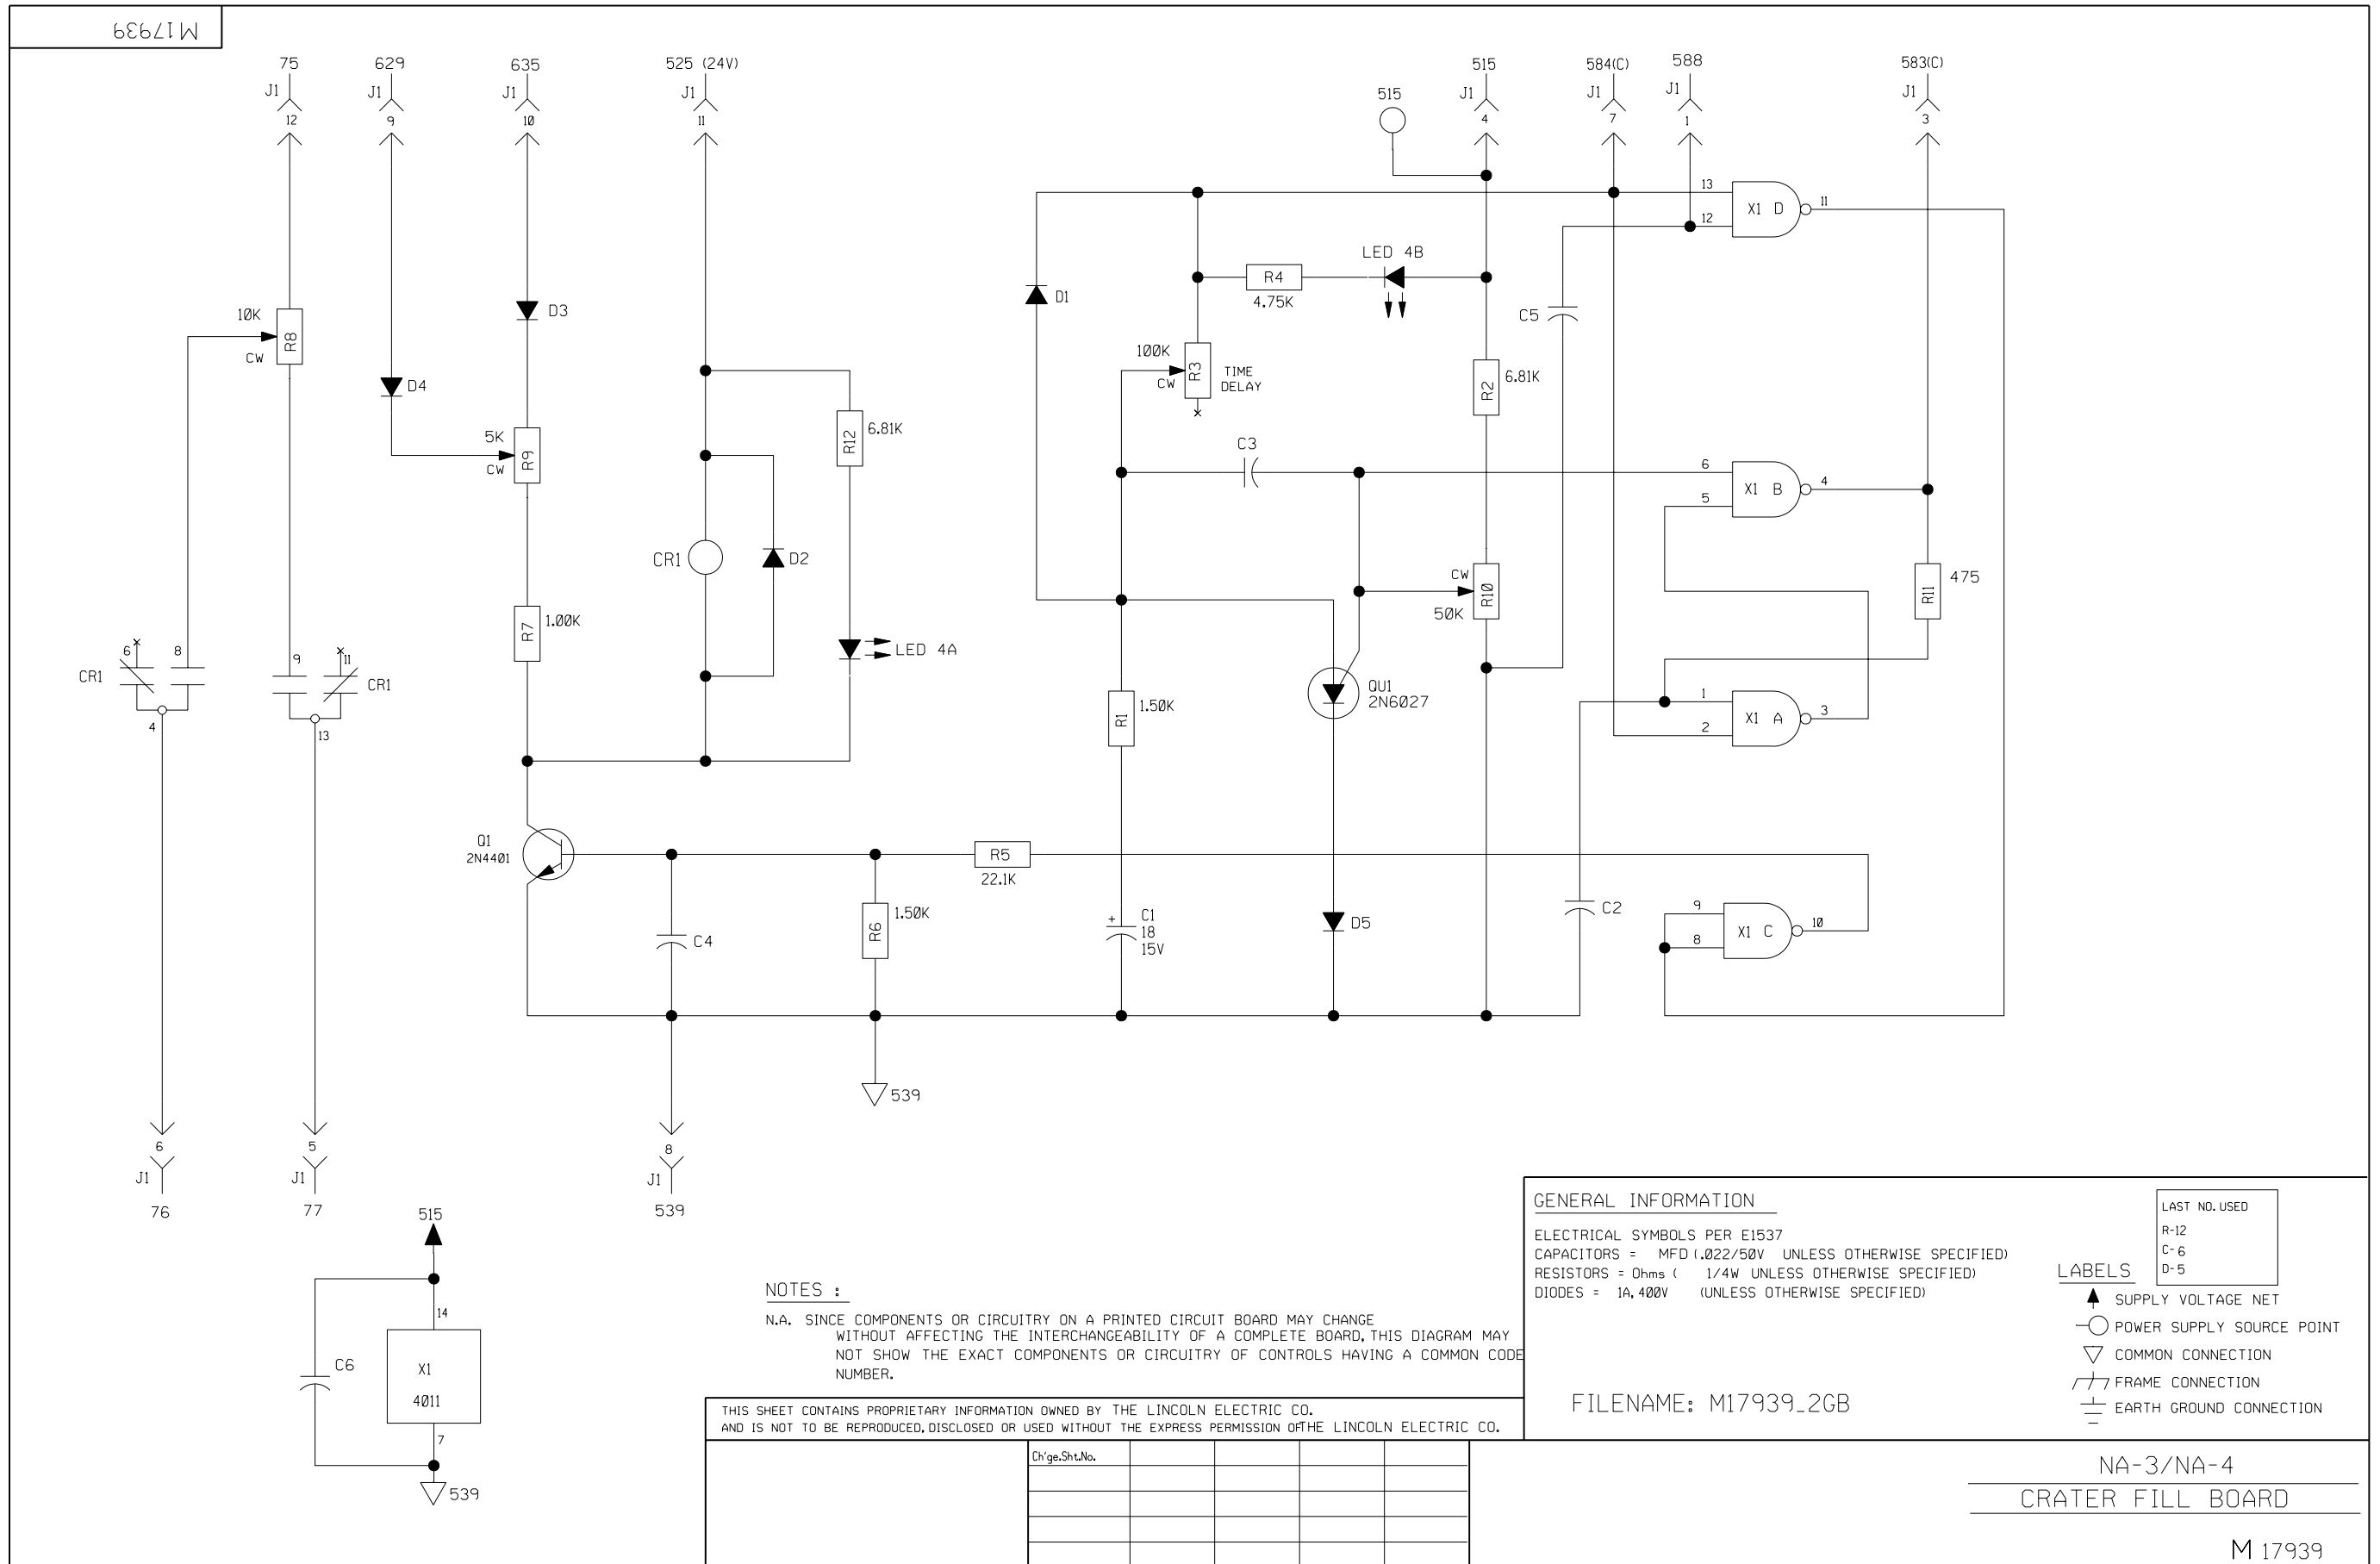 M17939
75
629
635
525 (24V)
515
515
584(C)
588
583(C)
J1
J1
J1
J1
J1
J1
J1
J1
12
9
10
11
4
7
1
3
13
X1 D
11
12
LED 4B
R4
4.75K
D1
D3
C5
10K
R8
CW
100K
R3
TIME
DELAY
CW
R2
6.81K
D4
5K
R9
CW
R12
6.81K
C3
6
X1 B
4
5
CR1
D2
CW
R10
50K
R11
475
R7
1.00K
LED 4A
6
8
9
11
CR1
CR1
4
13
QU1
2N6027
R1
1.50K
1
X1 A
3
2
Q1
2N4401
R5
22.1K
R6
1.50K
C4
+
C1
18
15V
D5
C2
9
X1 C
10
8
539
6
5
8
J1
J1
J1
76
77
539
515
14
C6
X1
4011
7
539
NOTES :
N.A. SINCE COMPONENTS OR CIRCUITRY ON A PRINTED CIRCUIT BOARD MAY CHANGE
WITHOUT AFFECTING THE INTERCHANGEABILITY OF A COMPLETE BOARD, THIS DIAGRAM MAY
NOT SHOW THE EXACT COMPONENTS OR CIRCUITRY OF CONTROLS HAVING A COMMON CODE
NUMBER.
GENERAL INFORMATION
ELECTRICAL SYMBOLS PER E1537
CAPACITORS = MFD (.022/50V UNLESS OTHERWISE SPECIFIED)
RESISTORS = Ohms ( 1/4W UNLESS OTHERWISE SPECIFIED)
DIODES = 1A, 400V (UNLESS OTHERWISE SPECIFIED)
LAST NO. USED
R-12
C-6
D-5
LABELS
SUPPLY VOLTAGE NET
POWER SUPPLY SOURCE POINT
COMMON CONNECTION
FRAME CONNECTION
EARTH GROUND CONNECTION
FILENAME: M17939_2GB
THIS SHEET CONTAINS PROPRIETARY INFORMATION OWNED BY THE LINCOLN ELECTRIC CO.
AND IS NOT TO BE REPRODUCED, DISCLOSED OR USED WITHOUT THE EXPRESS PERMISSION OF THE LINCOLN ELECTRIC CO.
Ch'ge.Sht.No.
NA-3/NA-4
CRATER FILL BOARD
M 17939